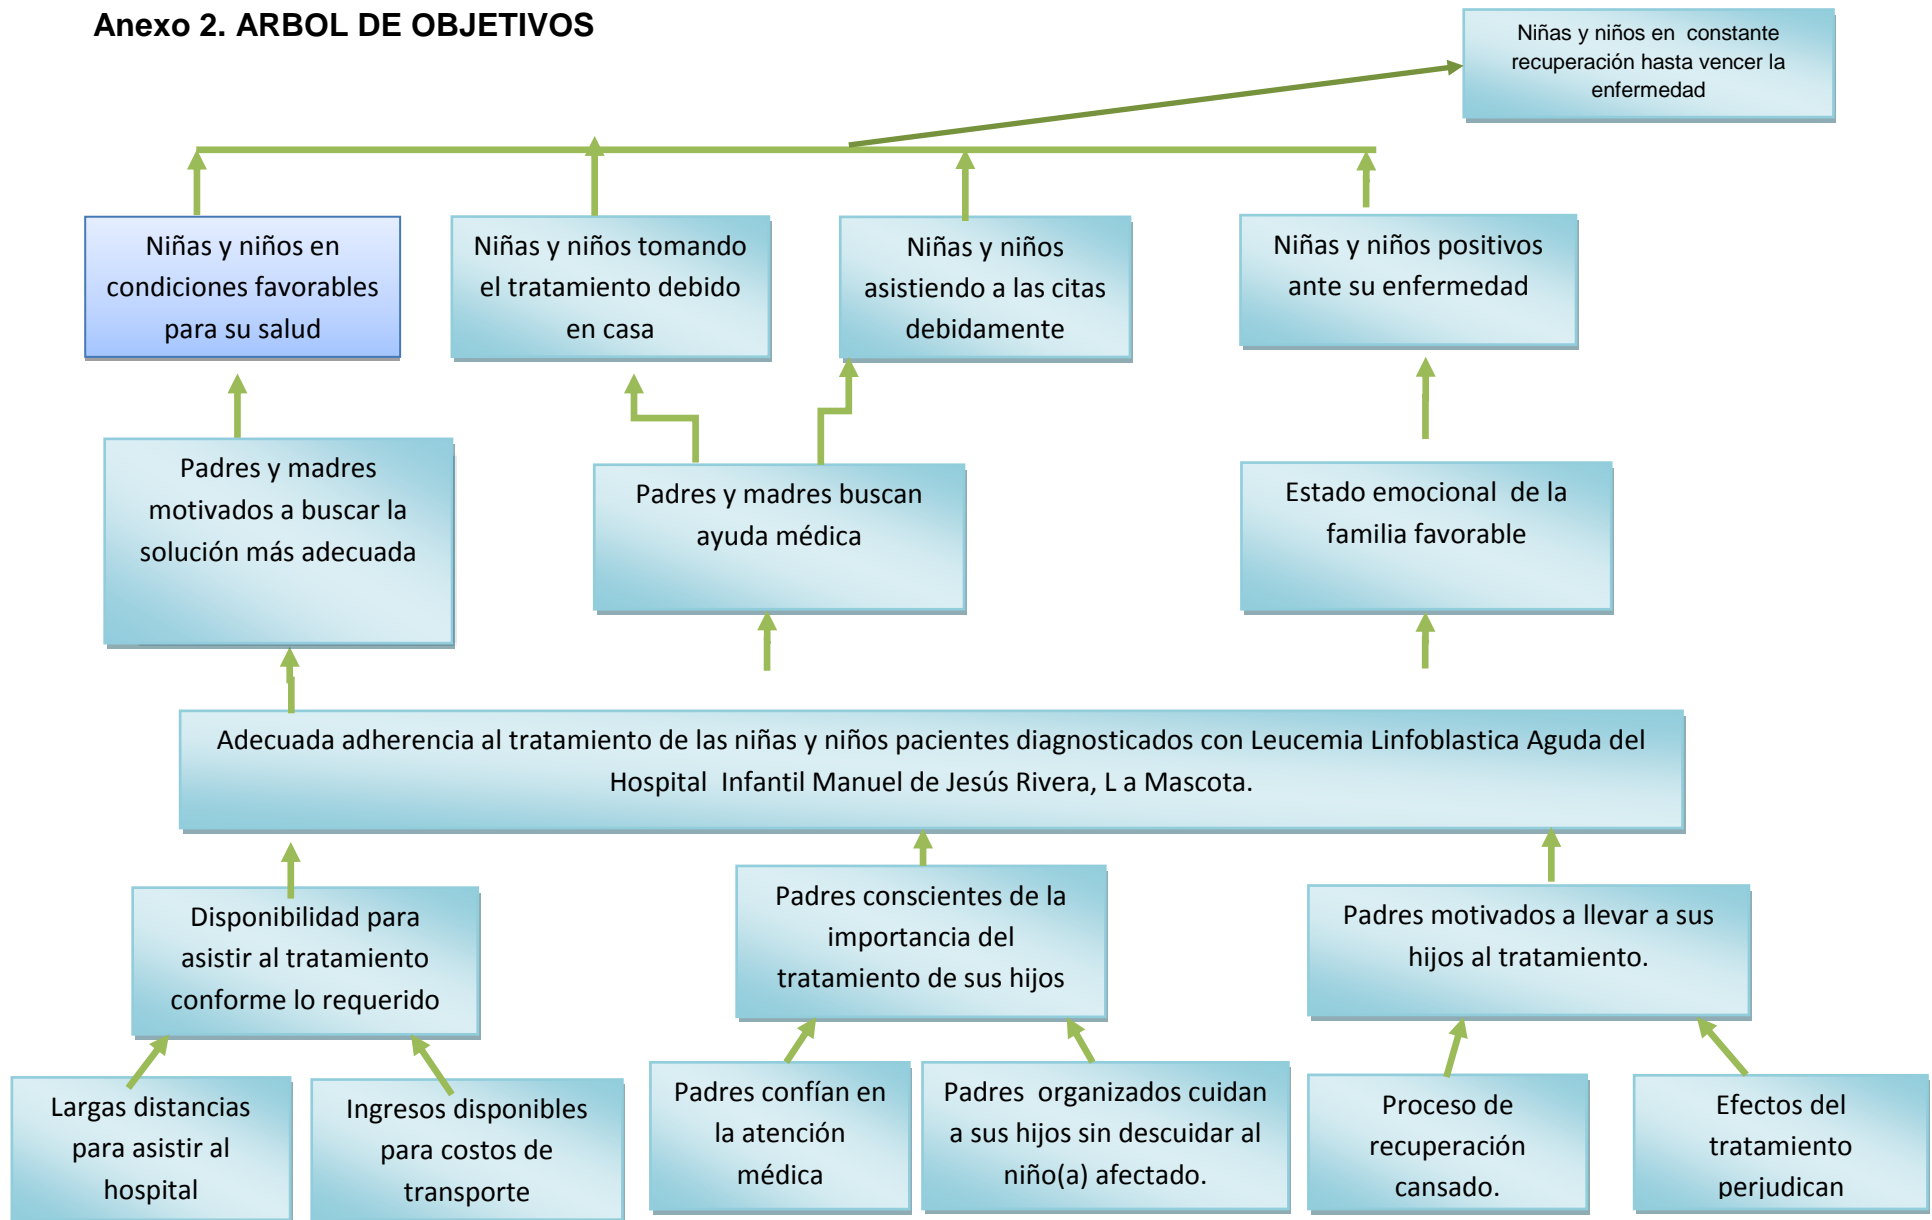 Anexo 2. ARBOL DE OBJETIVOS
Niñas y niños en constante
recuperación hasta vencer la
enfermedad
Niñas y niños en
condiciones favorables
para su salud
Niñas y niños tomando
el tratamiento debido
en casa
Niñas y niños
asistiendo a las citas
debidamente
Niñas y niños positivos
ante su enfermedad
Padres y madres
motivados a buscar la
solución más adecuada
Padres y madres buscan
ayuda médica
Estado emocional de la
familia favorable
Adecuada adherencia al tratamiento de las niñas y niños pacientes diagnosticados con Leucemia Linfoblastica Aguda del
Hospital Infantil Manuel de Jesús Rivera, L a Mascota.
Disponibilidad para
asistir al tratamiento
conforme lo requerido
Padres conscientes de la
importancia del
tratamiento de sus hijos
Padres motivados a llevar a sus
hijos al tratamiento.
Largas distancias
para asistir al
hospital
Ingresos disponibles
para costos de
transporte
Padres confían en
la atención
médica
Padres organizados cuidan
a sus hijos sin descuidar al
niño(a) afectado.
Proceso de
recuperación
cansado.
Efectos del
tratamiento
perjudican